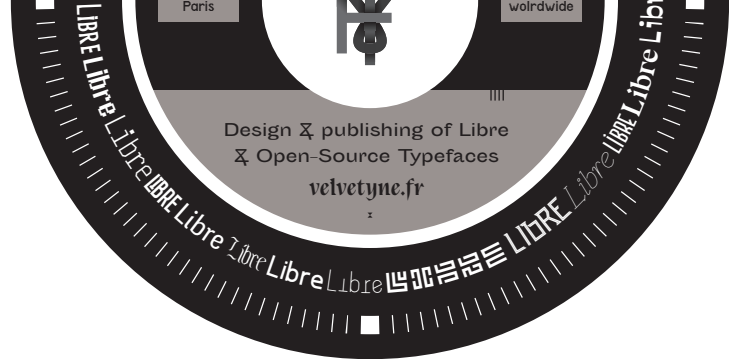 Paris
wolrdwide
Design & publishing of Libre
& Open-Source Typefaces
velvetyne.fr
LIBRE Libre Libre LIBRE Libre Libre Libre Libre LIBRE LIBRE Libre LIBRE Libre Libre